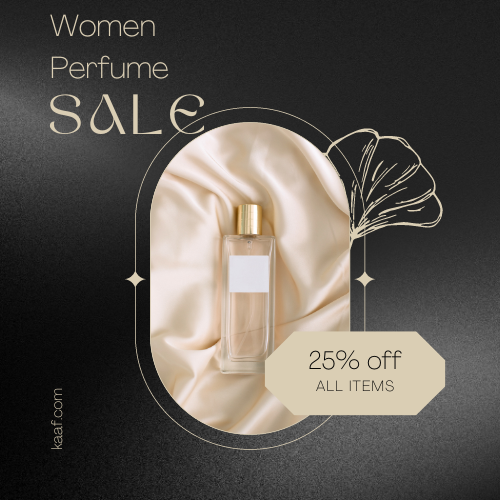 Women
Perfume
SALE
25% off
ALL ITEMS
kaaf.com